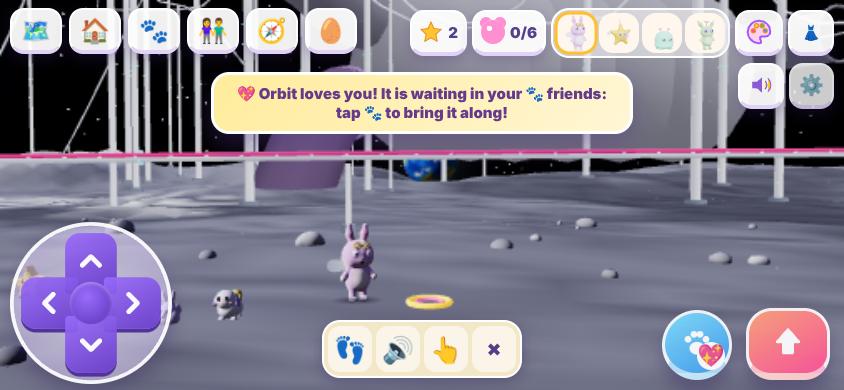 2
0/6
💖 Orbit loves you! It is waiting in your 🐾 friends:
tap 🐾 to bring it along!